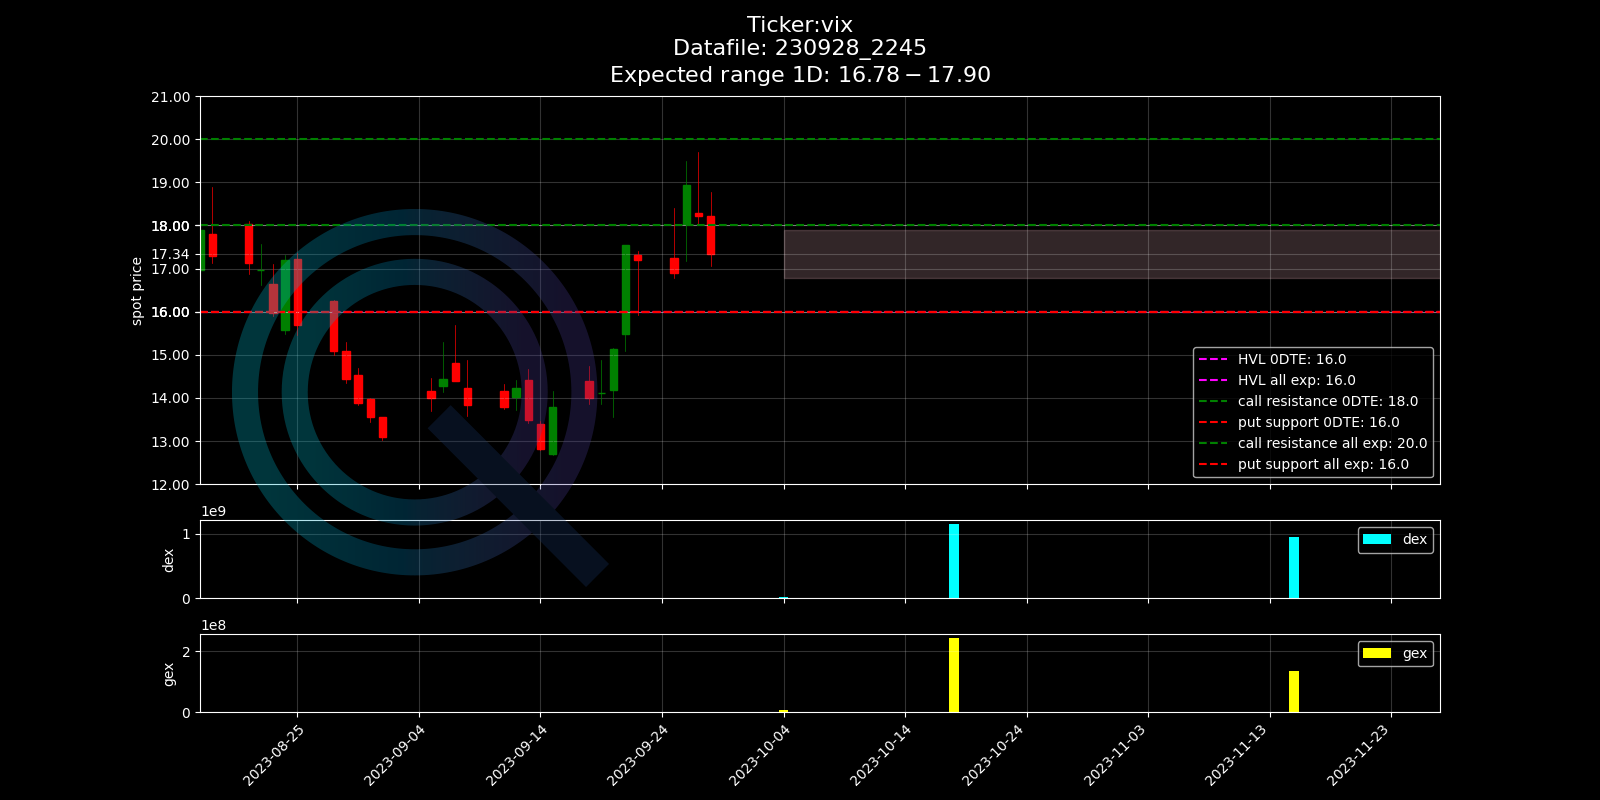 Ticker:vix
Datafile: 230928_2245
Expected range 1D: 16.78 − 17.90
21.00
20.00
19.00
18.00
17.34
17.00
16.00
15.00
14.00
13.00
12.00
spot price
HVL 0DTE: 16.0
HVL all exp: 16.0
call resistance 0DTE: 18.0
put support 0DTE: 16.0
call resistance all exp: 20.0
put support all exp: 16.0
1e9
1
0
dex
dex
1e8
2
0
gex
gex
2023-08-25
2023-09-04
2023-09-14
2023-09-24
2023-10-04
2023-10-14
2023-10-24
2023-11-03
2023-11-13
2023-11-23